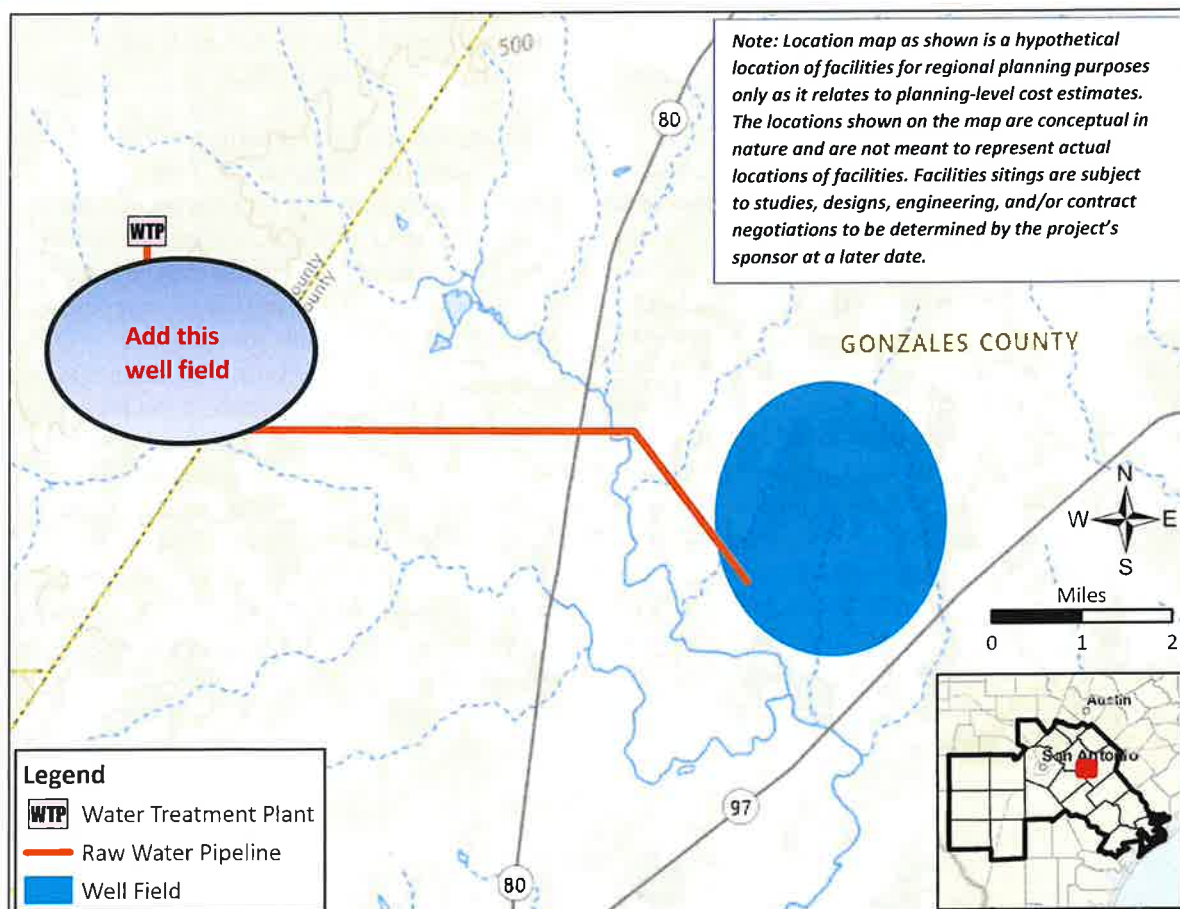 500
80
Note: Location map as shown is a hypothetical
location of facilities for regional planning purposes
only as it relates to planning-level cost estimates.
The locations shown on the map are conceptual in
nature and are not meant to represent actual
locations of facilities. Facilities sitings are subject
to studies, designs, engineering, and/or contract
negotiations to be determined by the project's
sponsor at a later date.
WTP
ounty
ounty
Add this
well field
GONZALES COUNTY
N
W E
S
Miles
0 1 2
97
80
Austin
San Antonio
Legend
WTP Water Treatment Plant
Raw Water Pipeline
Well Field